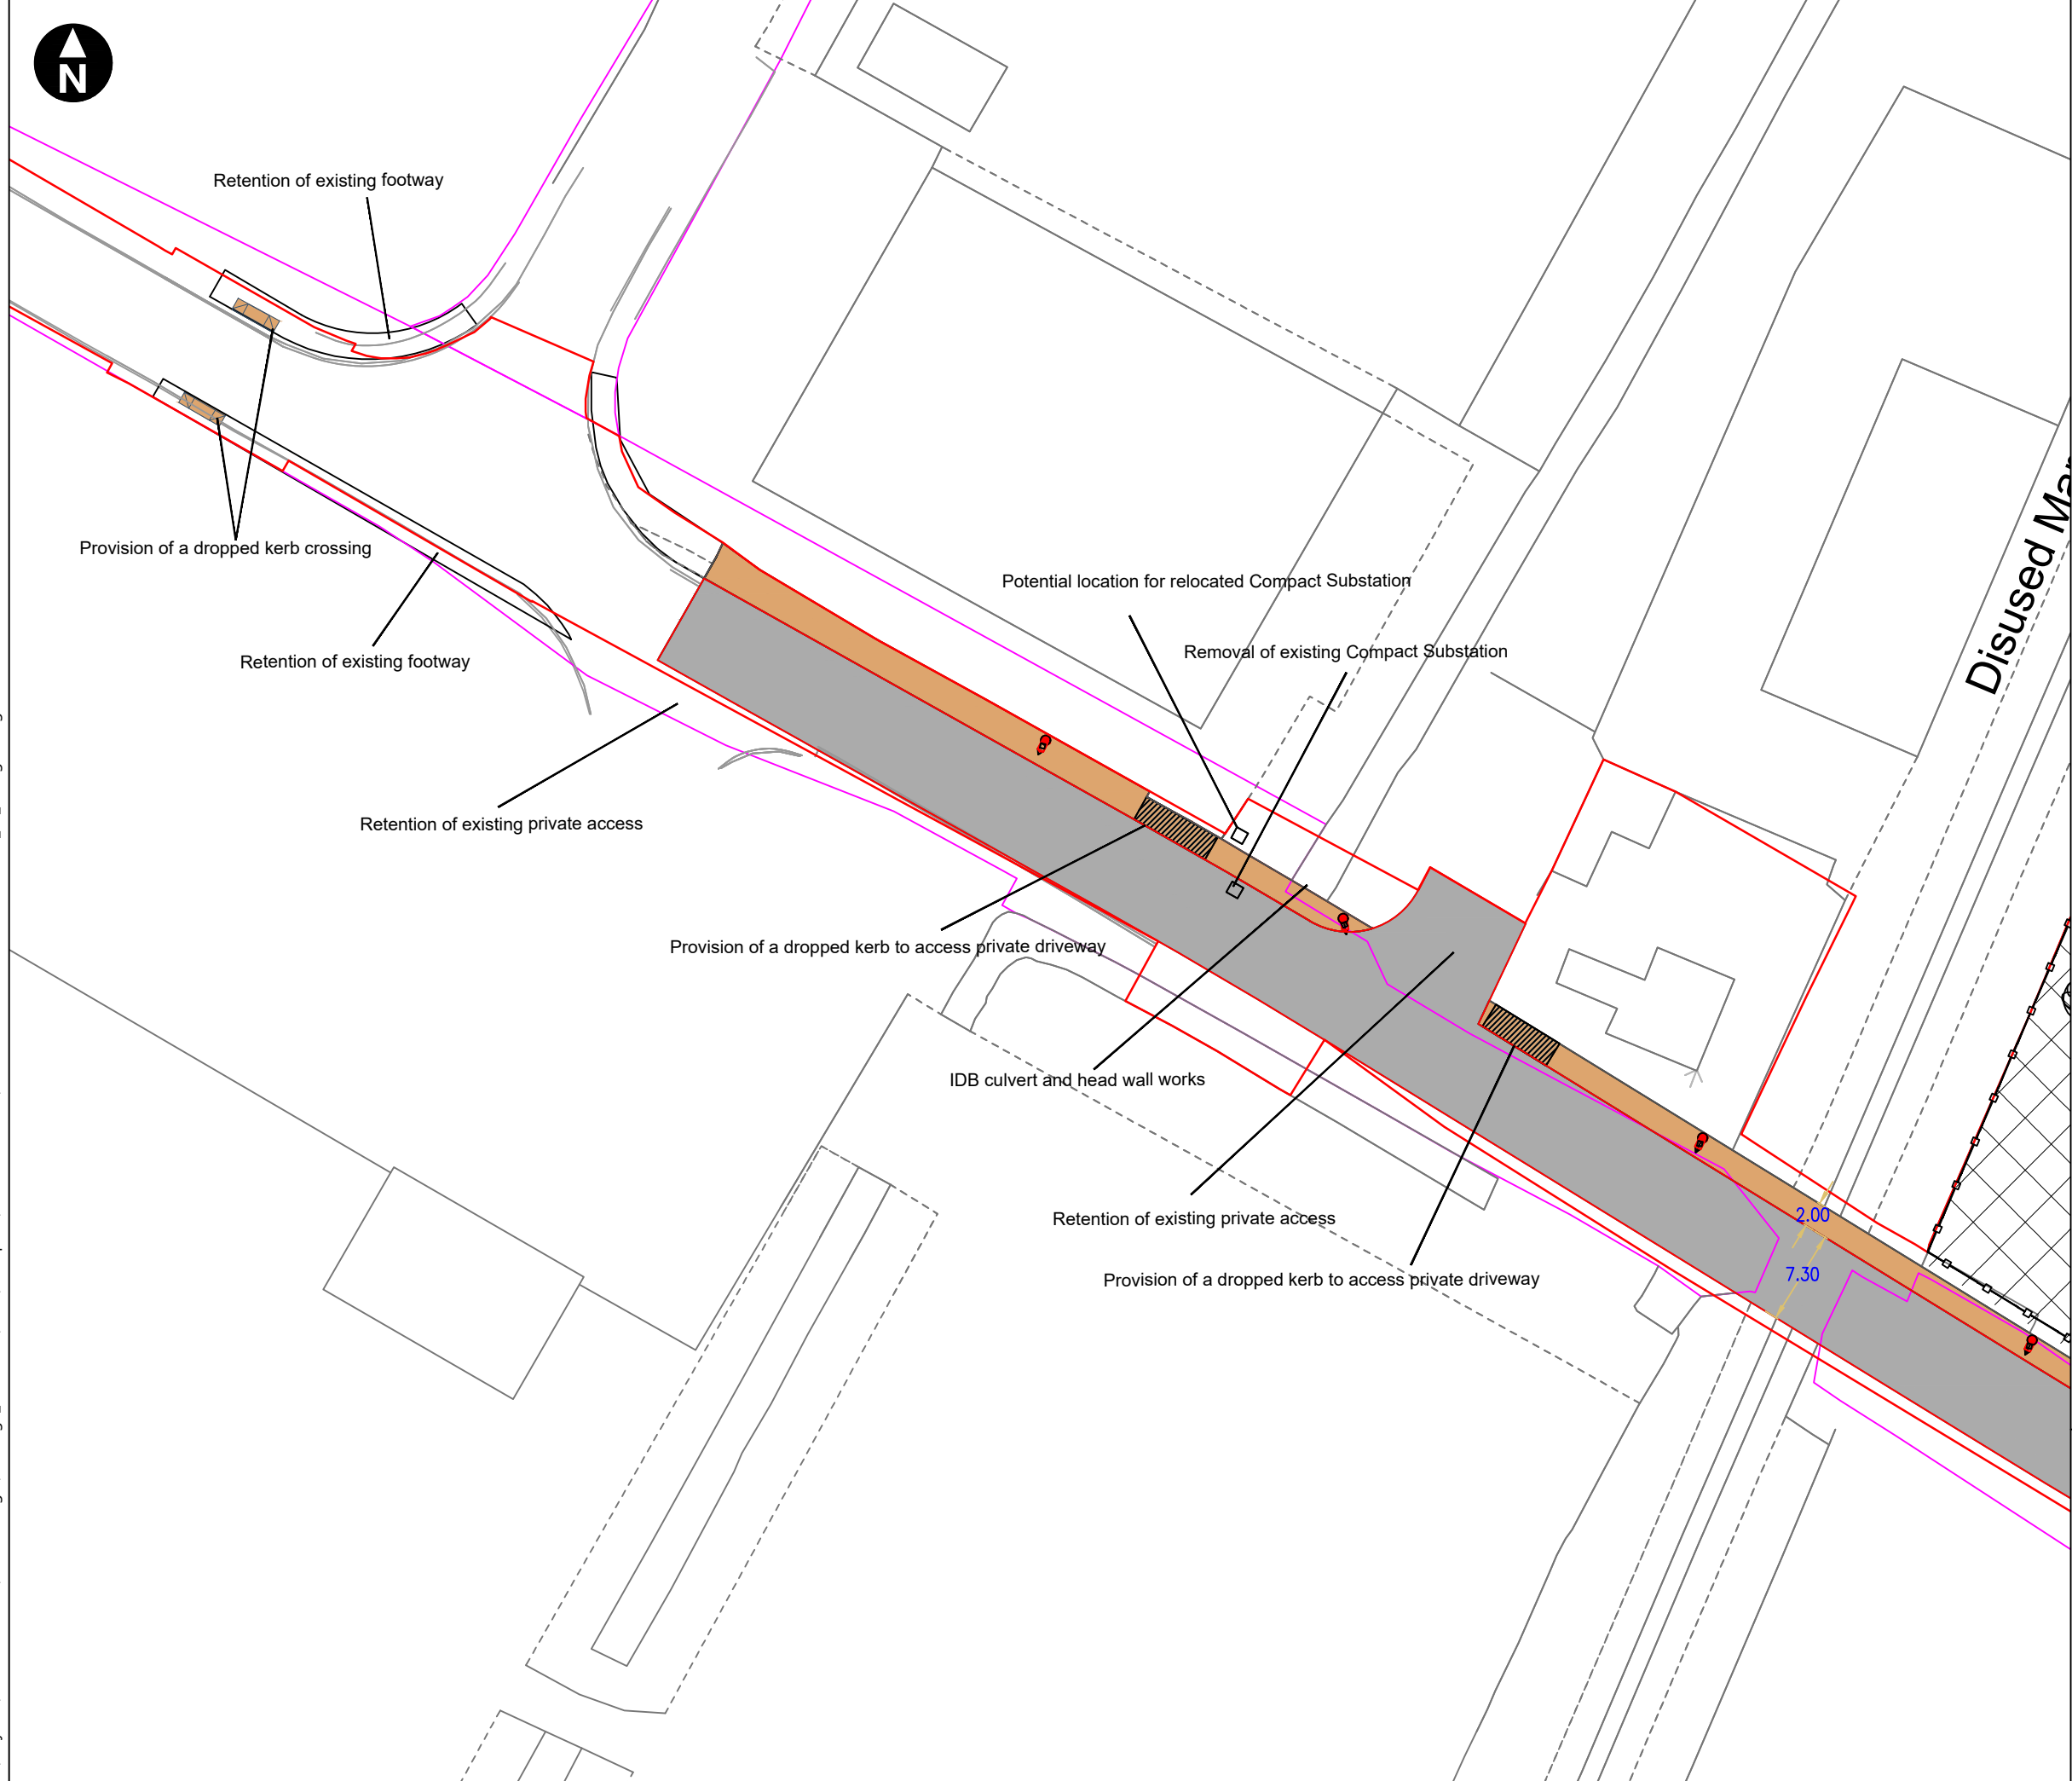 N
Retention of existing footway
Provision of a dropped kerb crossing
Retention of existing footway
Potential location for relocated Compact Substation
Removal of existing Compact Substation
Disused
Retention of existing private access
Provision of a dropped kerb to access private driveway
IDB culvert and head wall works
Retention of existing private access
2.00
7.30
Provision of a dropped kerb to access private driveway